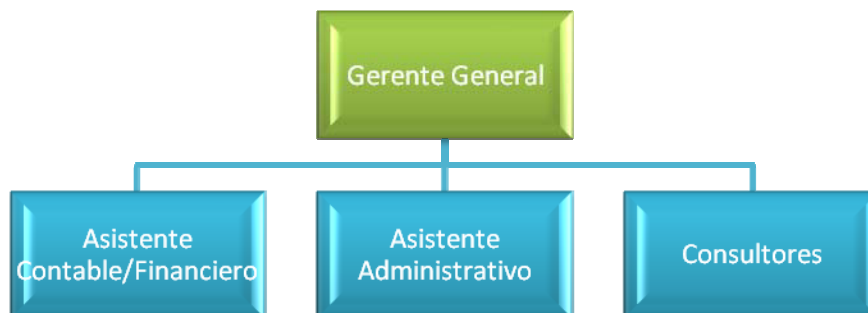 Gerente General
Asistente
Contable/Financiero
Asistente
Administrativo
Consultores